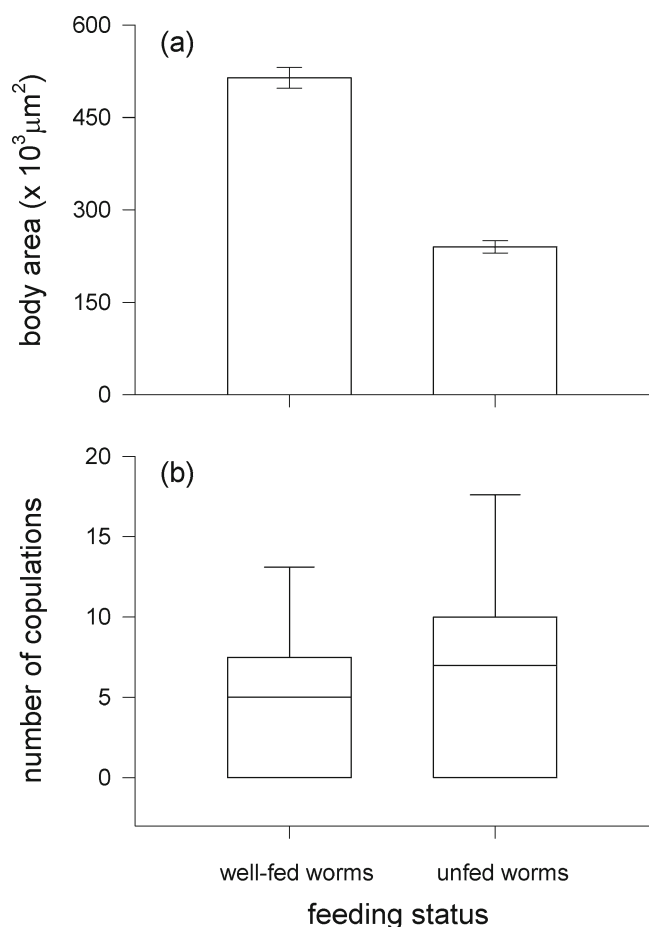 (a)
600
450
300
150
0
body area (x 10³ μm²)
(b)
20
15
10
5
0
number of copulations
well-fed worms unfed worms
feeding status